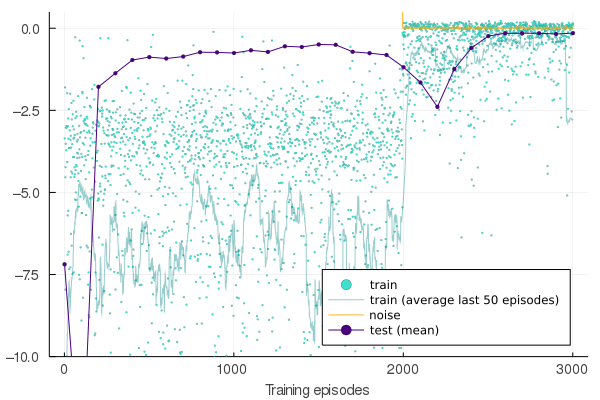 0.0
−2.5
−5.0
−7.5
−10.0
train
train (average last 50 episodes)
noise
test (mean)
0
1000
2000
3000
Training episodes